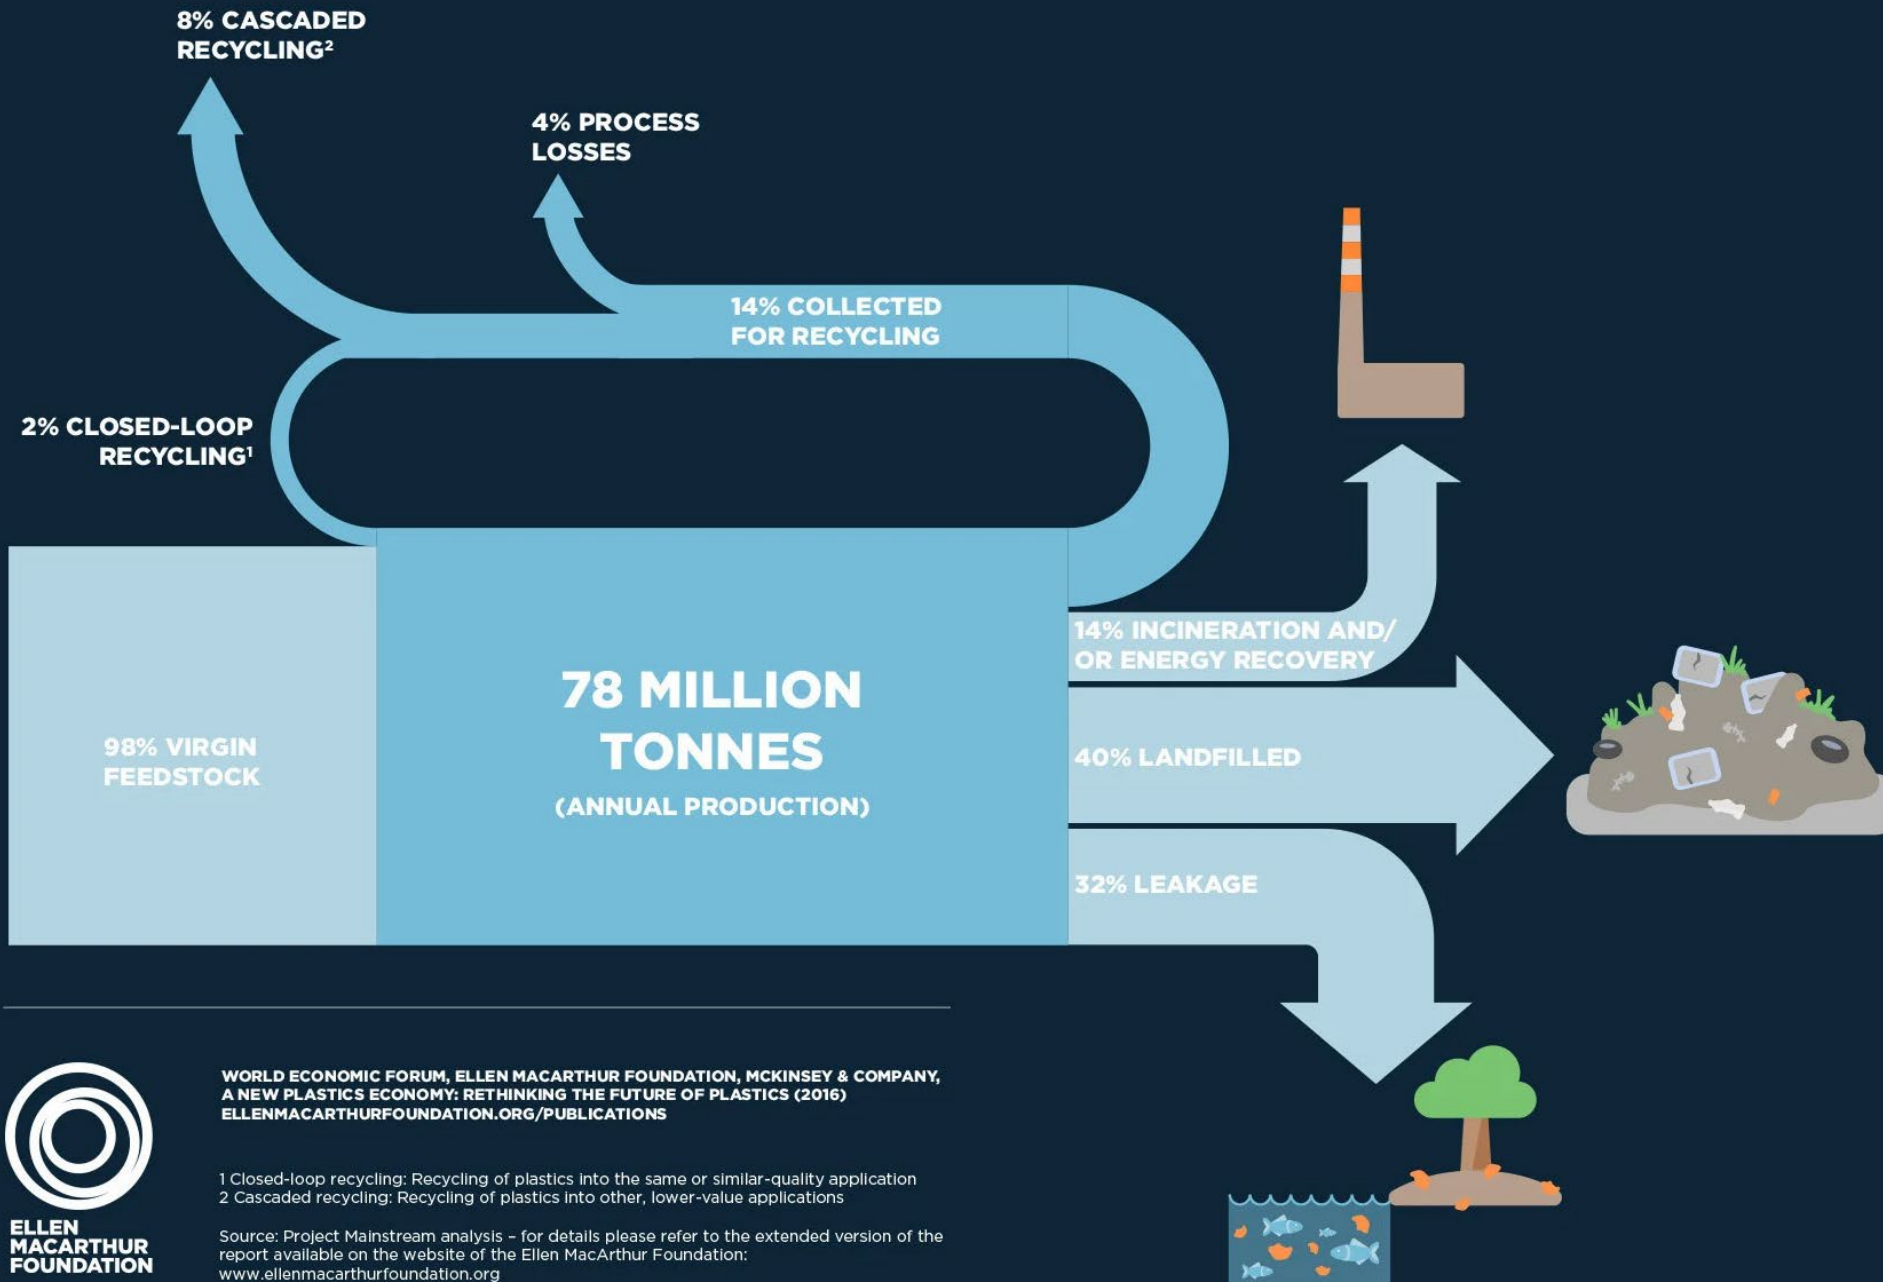 8% CASCADED
RECYCLING²
4% PROCESS
LOSSES
14% COLLECTED
FOR RECYCLING
2% CLOSED-LOOP
RECYCLING¹
98% VIRGIN
FEEDSTOCK
78 MILLION
TONNES
(ANNUAL PRODUCTION)
14% INCINERATION AND/
OR ENERGY RECOVERY
40% LANDFILLED
32% LEAKAGE
ELLEN
MACARTHUR
FOUNDATION
WORLD ECONOMIC FORUM, ELLEN MACARTHUR FOUNDATION, MCKINSEY & COMPANY,
A NEW PLASTICS ECONOMY: RETHINKING THE FUTURE OF PLASTICS (2016)
ELLENMACARTHURFOUNDATION.ORG/PUBLICATIONS
1 Closed-loop recycling: Recycling of plastics into the same or similar-quality application
2 Cascaded recycling: Recycling of plastics into other, lower-value applications
Source: Project Mainstream analysis – for details please refer to the extended version of the
report available on the website of the Ellen MacArthur Foundation:
www.ellenmacarthurfoundation.org